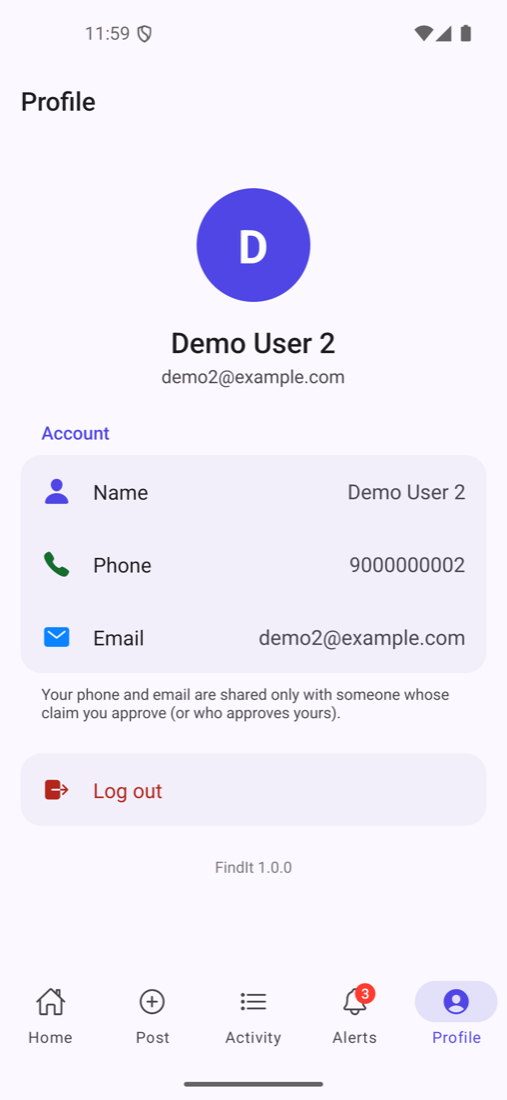 11:59
Profile
D
Demo User 2
demo2@example.com
Account
Name Demo User 2
Phone 9000000002
Email demo2@example.com
Your phone and email are shared only with someone whose
claim you approve (or who approves yours).
Log out
FindIt 1.0.0
3
Home Post Activity Alerts Profile